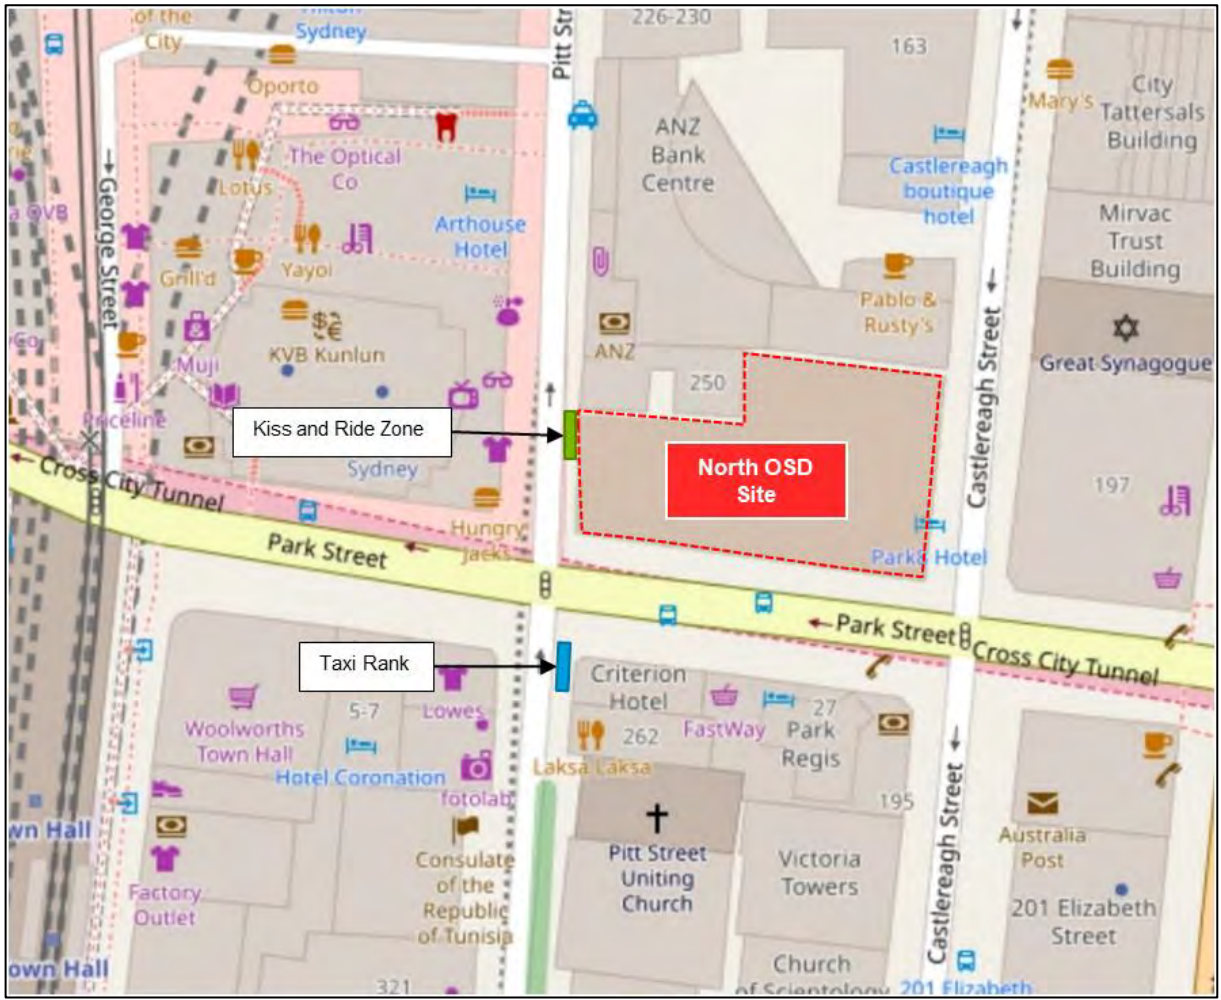 of the
City
Hilton
Sydney
Pitt Str
226-230
163
Oporto
Mary's
City
Tattersals
Building
ANZ
Bank
Centre
The Optical
Co
Lotus
Castlereagh
boutique
hotel
George Street
a QVB
Arthouse
Hotel
Mirvac
Trust
Building
Grill'd
Yayoi
Pablo &
Rusty's
Castlereagh Street
$€
KVB Kunlun
ANZ
Great Synagogue
Muji
250
Priceline
Kiss and Ride Zone
Sydney
North OSD
Site
197
Cross City Tunnel
Hungry
Jacks
Park Street
Park8 Hotel
Park Street
Cross City Tunnel
Taxi Rank
Criterion
Hotel
Lowes
5-7
Woolworths
Town Hall
FastWay
27
Park
Regis
262
Laksa Laksa
Hotel Coronation
fotolab
195
Castlereagh Street
own Hall
Consulate
of the
Republic
of Tunisia
Pitt Street
Uniting
Church
Victoria
Towers
Australia
Post
Factory
Outlet
201 Elizabeth
Street
own Hall
321
Church
of Scientology
201 Elizabeth